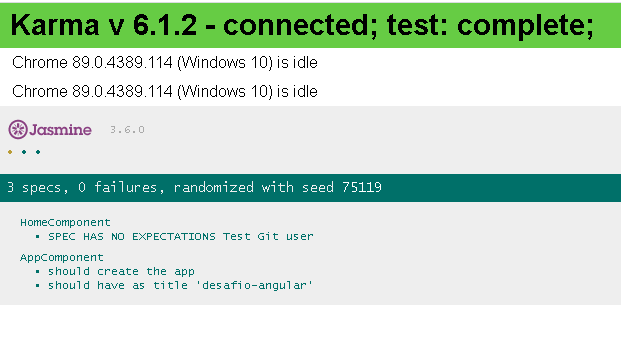 Karma v 6.1.2 - connected; test: complete;
Chrome 89.0.4389.114 (Windows 10) is idle
Chrome 89.0.4389.114 (Windows 10) is idle
Jasmine 3.6.0
• • •
3 specs, 0 failures, randomized with seed 75119
HomeComponent
• SPEC HAS NO EXPECTATIONS Test Git user
AppComponent
• should create the app
• should have as title 'desafio-angular'